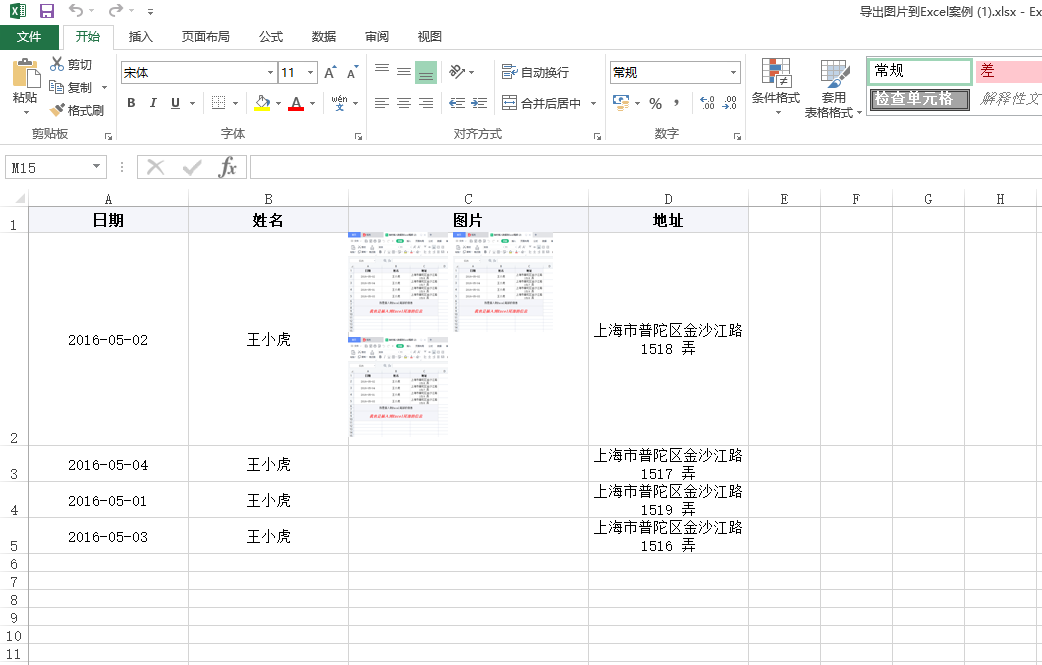 导出图片到Excel案例 (1).xlsx - Ex
文件 开始 插入 页面布局 公式 数据 审阅 视图
剪切
复制
格式刷
粘贴
剪贴板
宋体 11
B I U wén
字体
自动换行
合并后居中
对齐方式
常规
%
数字
条件格式
套用
表格格式
常规 差
检查单元格 解释性文
M15 fx
A B C D E F G H
1 日期 姓名 图片 地址
2 2016-05-02 王小虎 上海市普陀区金沙江路
1518 弄
3 2016-05-04 王小虎 上海市普陀区金沙江路
1517 弄
4 2016-05-01 王小虎 上海市普陀区金沙江路
1519 弄
5 2016-05-03 王小虎 上海市普陀区金沙江路
1516 弄
6
7
8
9
10
11